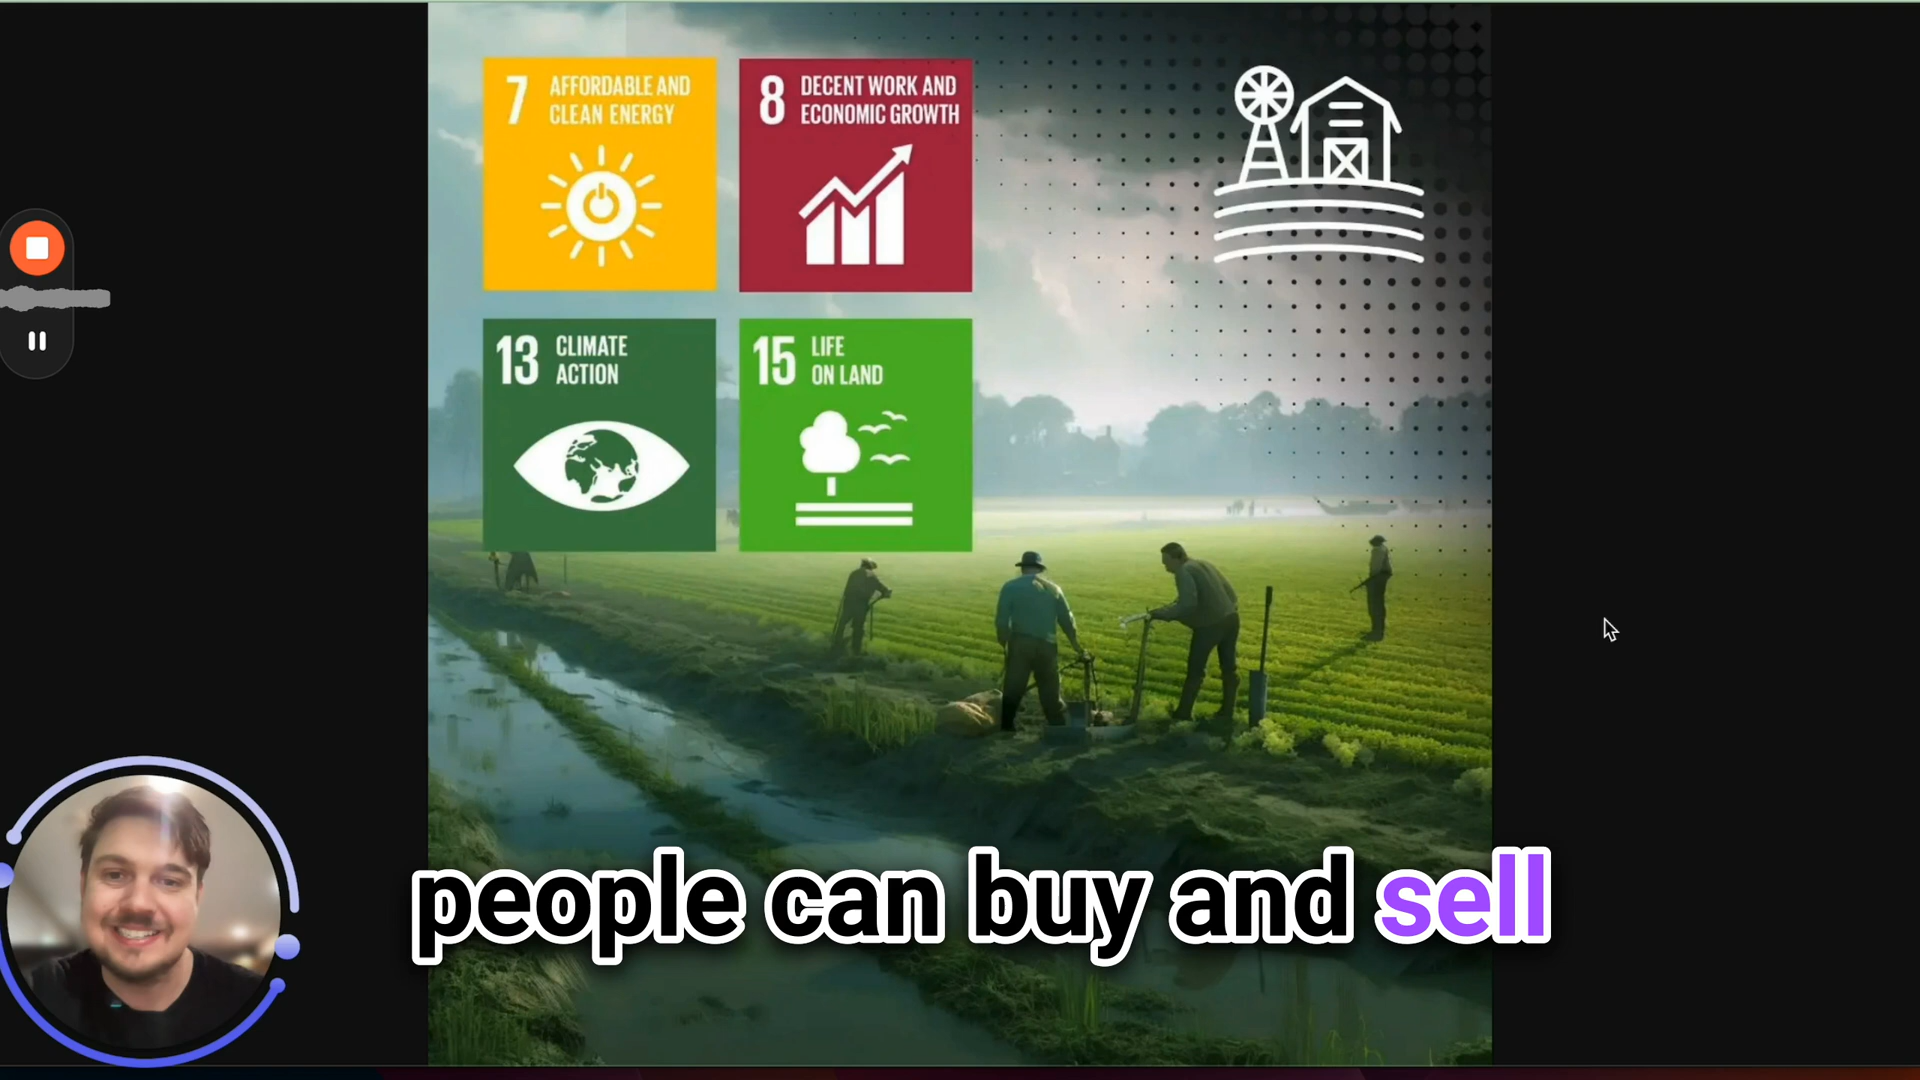 7 AFFORDABLE AND
CLEAN ENERGY
8 DECENT WORK AND
ECONOMIC GROWTH
13 CLIMATE
ACTION
15 LIFE
ON LAND
people can buy and sell